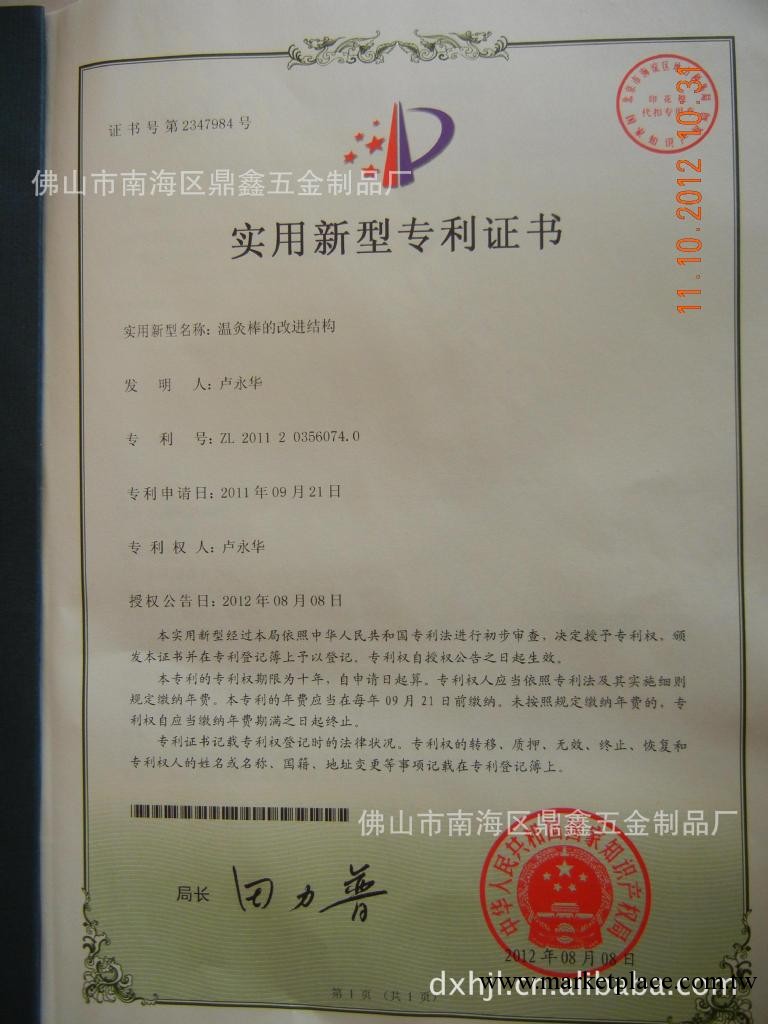 证书号第2347984号
印花税
代扣专用章
佛山市南海区鼎鑫五金制品厂
11.10.2012 10:31
实用新型专利证书
实用新型名称：温灸棒的改进结构
发 明 人：卢永华
专 利 号：ZL 2011 2 0356074.0
专利申请日：2011年09月21日
专 利 权 人：卢永华
授权公告日：2012年08月08日
本实用新型经过本局依照中华人民共和国专利法进行初步审查，决定授予专利权，颁
发本证书并在专利登记簿上予以登记。专利权自授权公告之日起生效。
本专利的专利权期限为十年，自申请日起算。专利权人应当依照专利法及其实施细则
规定缴纳年费。本专利的年费应当在每年09月21日前缴纳。未按照规定缴纳年费的，专
利权自应当缴纳年费期满之日起终止。
专利证书记载专利权登记时的法律状况。专利权的转移、质押、无效、终止、恢复和
专利权人的姓名或名称、国籍、地址变更等事项记载在专利登记簿上。
佛山市南海区鼎鑫五金制品厂
局长 田力普
中华人民共和国国家知识产权局
2012年08月08日
dxhjl.cn.alibaba.com
www.marketplace.com.tw
第1页（共1页）